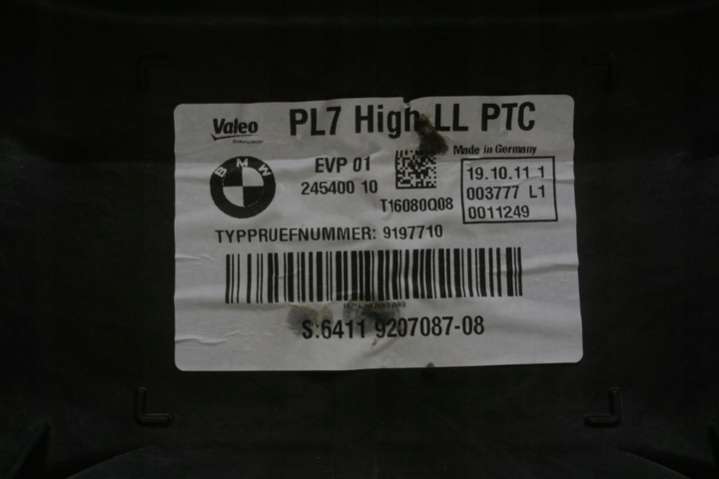 Valeo
PL7 High LL PTC
Made in Germany
BMW
EVP 01
245400 10
T16080Q08
19.10.11 1
003777 L1
0011249
TYPPRUEFNUMMER: 9197710
S:6411 9207087-08